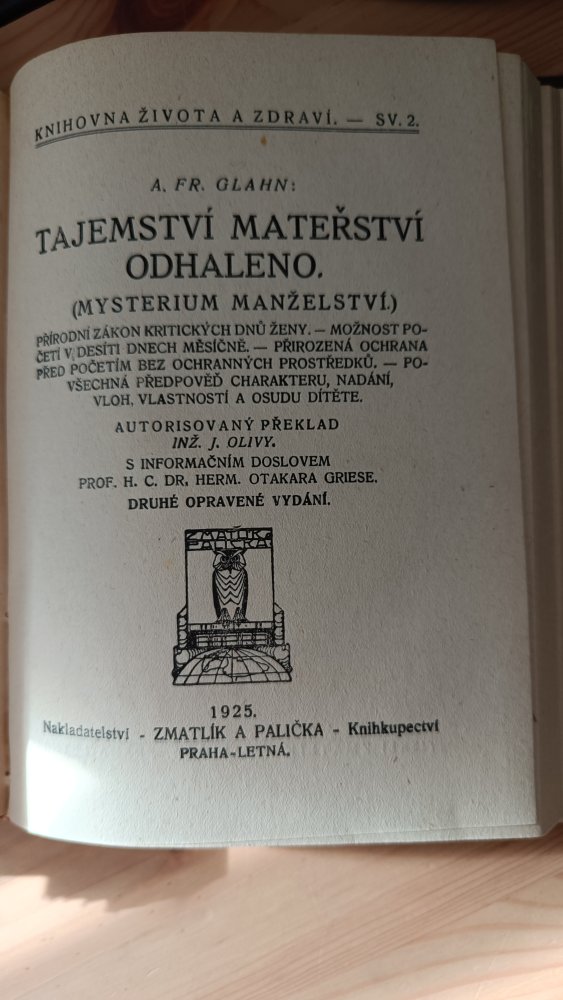 KNIHOVNA ŽIVOTA A ZDRAVÍ. — SV. 2.
A. FR. GLAHN:
TAJEMSTVÍ MATEŘSTVÍ
ODHALENO.
(MYSTERIUM MANŽELSTVÍ.)
PŘÍRODNÍ ZÁKON KRITICKÝCH DNŮ ŽENY. — MOŽNOST PO-
ČETÍ V DESÍTI DNECH MĚSÍČNĚ. — PŘIROZENÁ OCHRANA
PŘED POČETÍM BEZ OCHRANNÝCH PROSTŘEDKŮ. — PO-
VŠECHNÁ PŘEDPOVĚĎ CHARAKTERU, NADÁNÍ,
VLOH, VLASTNOSTÍ A OSUDU DÍTĚTE.
AUTORISOVANÝ PŘEKLAD
INŽ. J. OLIVY.
S INFORMAČNÍM DOSLOVEM
PROF. H. C. DR. HERM. OTAKARA GRIESE.
DRUHÉ OPRAVENÉ VYDÁNÍ.
ZMATLÍK A
PALIČKA
1925.
Nakladatelství - ZMATLÍK A PALIČKA - Knihkupectví
PRAHA-LETNÁ.